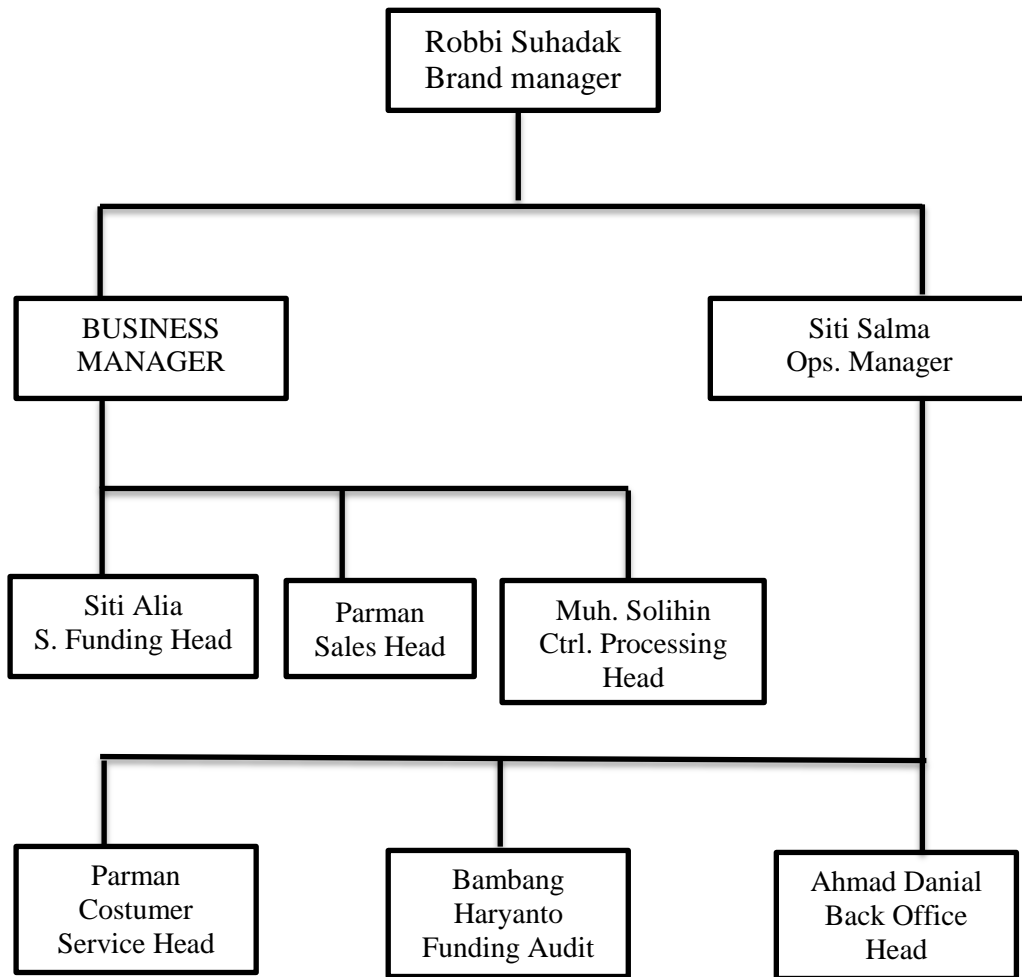 Robbi Suhadak
Brand manager
BUSINESS
MANAGER
Siti Salma
Ops. Manager
Siti Alia
S. Funding Head
Parman
Sales Head
Muh. Solihin
Ctrl. Processing
Head
Parman
Costumer
Service Head
Bambang
Haryanto
Funding Audit
Ahmad Danial
Back Office
Head